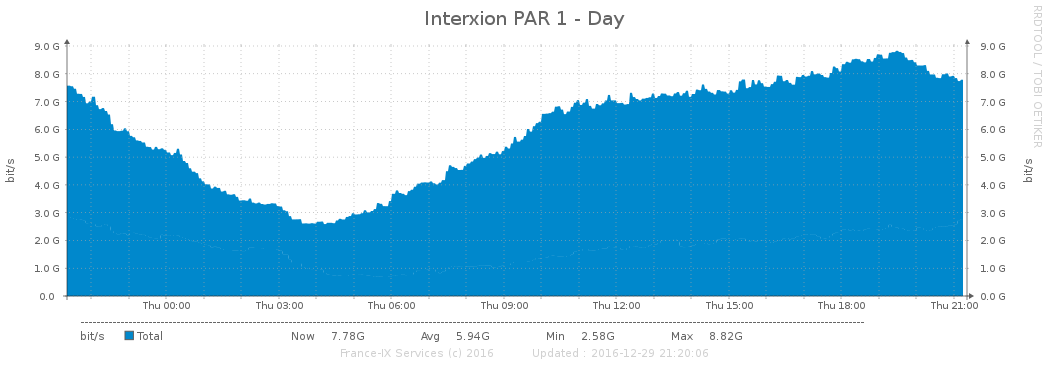 Interxion PAR 1 - Day
RRDTOOL / TOBI OETIKER
9.0 G 9.0 G
8.0 G 8.0 G
7.0 G 7.0 G
6.0 G 6.0 G
5.0 G 5.0 G
4.0 G 4.0 G
3.0 G 3.0 G
2.0 G 2.0 G
1.0 G 1.0 G
0.0 0.0 G
bit/s bit/s
Thu 00:00 Thu 03:00 Thu 06:00 Thu 09:00 Thu 12:00 Thu 15:00 Thu 18:00 Thu 21:00
bit/s Total Now 7.78G Avg 5.94G Min 2.58G Max 8.82G
France-IX Services (c) 2016 Updated : 2016-12-29 21:20:06